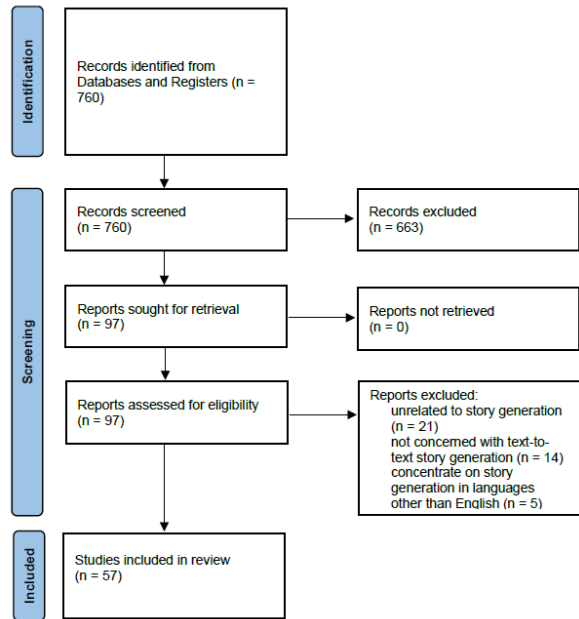 Identification
Records identified from
Databases and Registers (n =
760)
Screening
Records screened
(n = 760)
Records excluded
(n = 663)
Reports sought for retrieval
(n = 97)
Reports not retrieved
(n = 0)
Reports assessed for eligibility
(n = 97)
Reports excluded:
unrelated to story generation
(n = 21)
not concerned with text-to-
text story generation (n = 14)
concentrate on story
generation in languages
other than English (n = 5)
Included
Studies included in review
(n = 57)